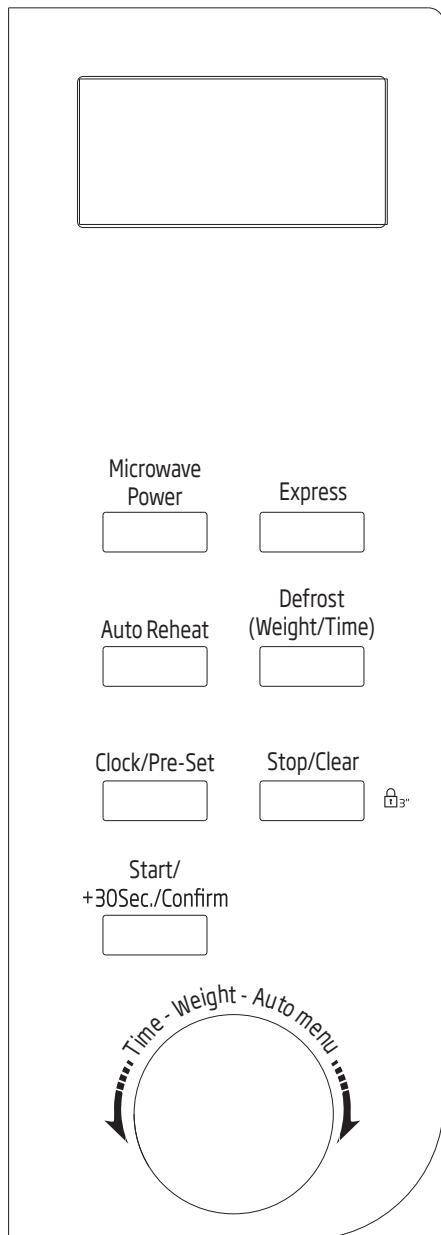 Microwave
Power
Express
Auto Reheat
Defrost
(Weight/Time)
Clock/Pre-Set
Stop/Clear
3"
Start/
+30Sec./Confirm
Time - Weight - Auto menu